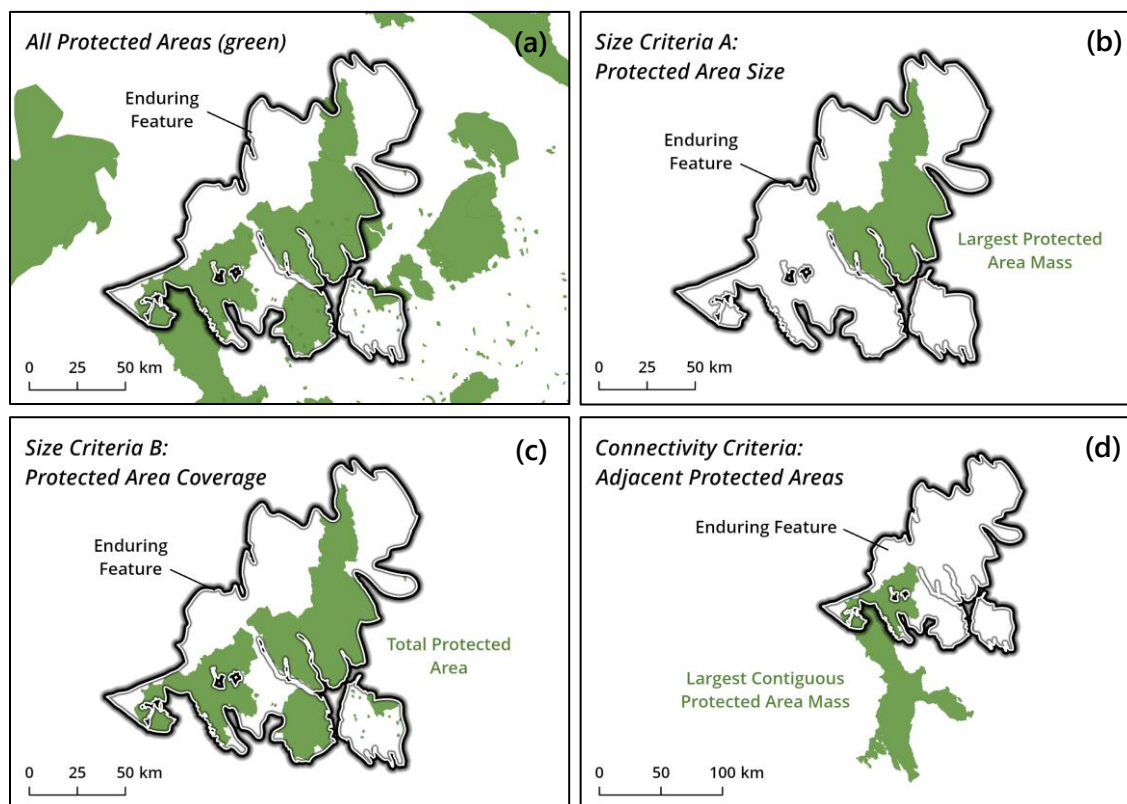 All Protected Areas (green)
(a)
Enduring
Feature
0 25 50 km
Size Criteria A:
Protected Area Size
(b)
Enduring
Feature
Largest Protected
Area Mass
0 25 50 km
Size Criteria B:
Protected Area Coverage
(c)
Enduring
Feature
Total Protected
Area
0 25 50 km
Connectivity Criteria:
Adjacent Protected Areas
(d)
Enduring Feature
Largest Contiguous
Protected Area Mass
0 50 100 km